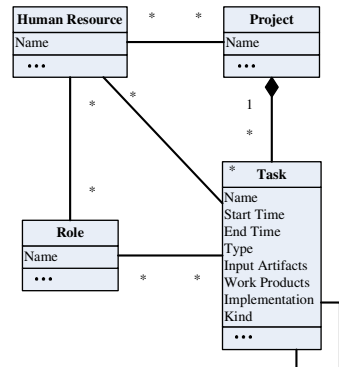 Human Resource
Name
•••
* *
Project
Name
•••
*
*
*
1
*
*
Task
Name
Start Time
End Time
Type
Input Artifacts
Work Products
Implementation
Kind
•••
Role
Name
•••
* *